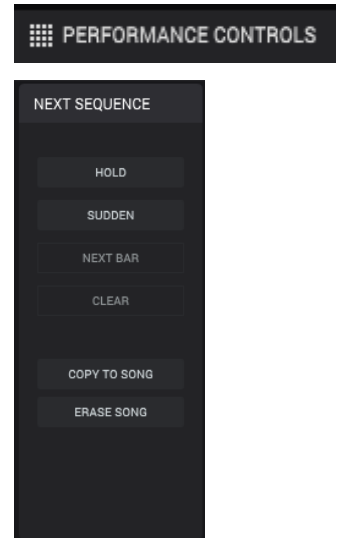 PERFORMANCE CONTROLS
NEXT SEQUENCE
HOLD
SUDDEN
NEXT BAR
CLEAR
COPY TO SONG
ERASE SONG